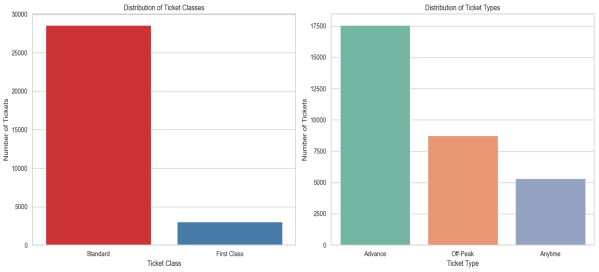 Distribution of Ticket Classes
30000
25000
20000
15000
10000
5000
0
Number of Tickets
Standard
First Class
Ticket Class
Distribution of Ticket Types
17500
15000
12500
10000
7500
5000
2500
0
Number of Tickets
Advance
Off-Peak
Anytime
Ticket Type